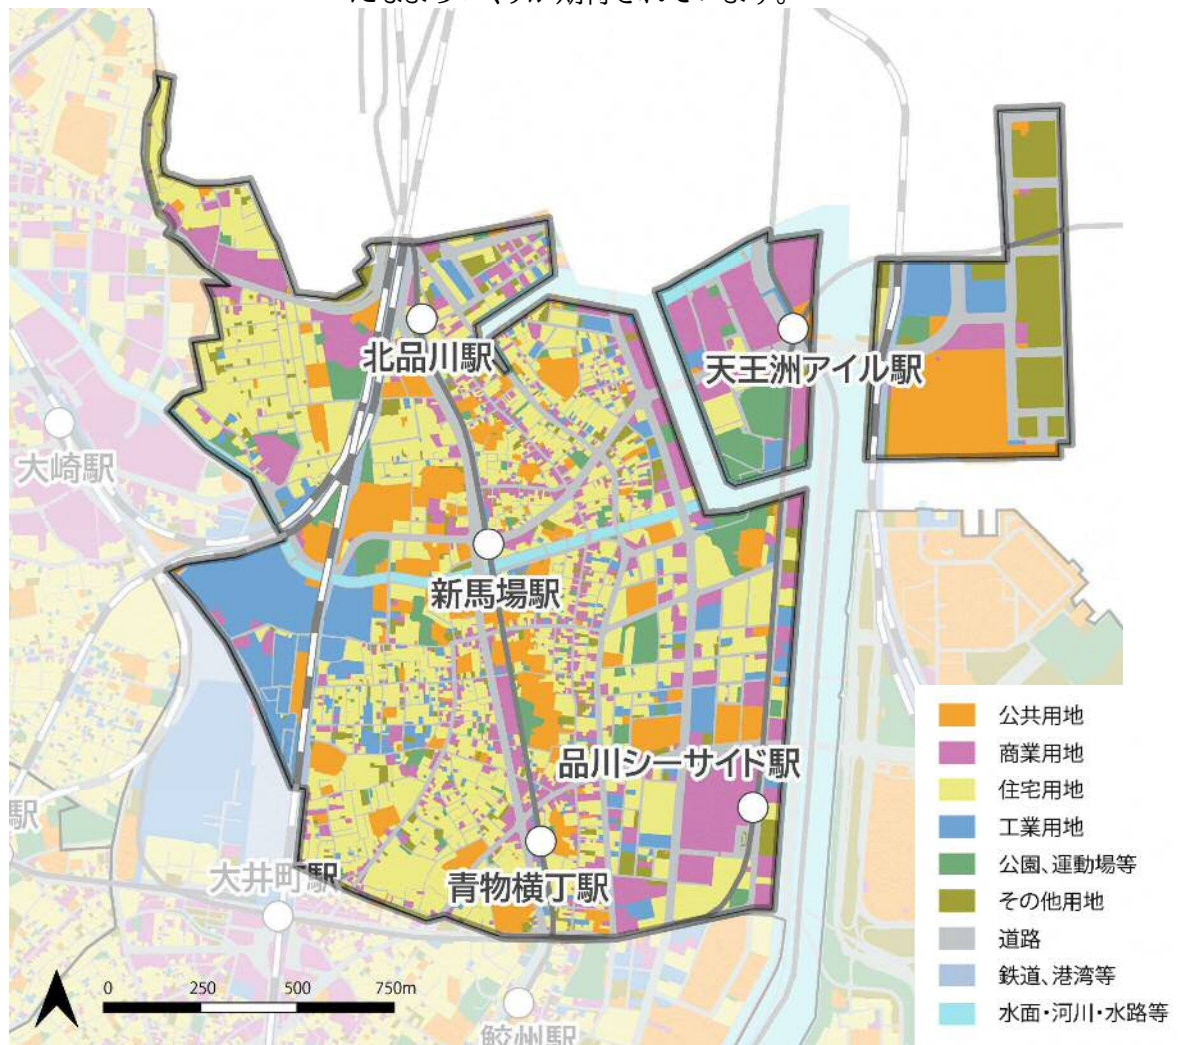 北品川駅
天王洲アイル駅
大崎駅
新馬場駅
品川シーサイド駅
駅
大井町駅
青物横丁駅
鮫州駅
0 250 500 750m
公共用地
商業用地
住宅用地
工業用地
公園、運動場等
その他用地
道路
鉄道、港湾等
水面・河川・水路等